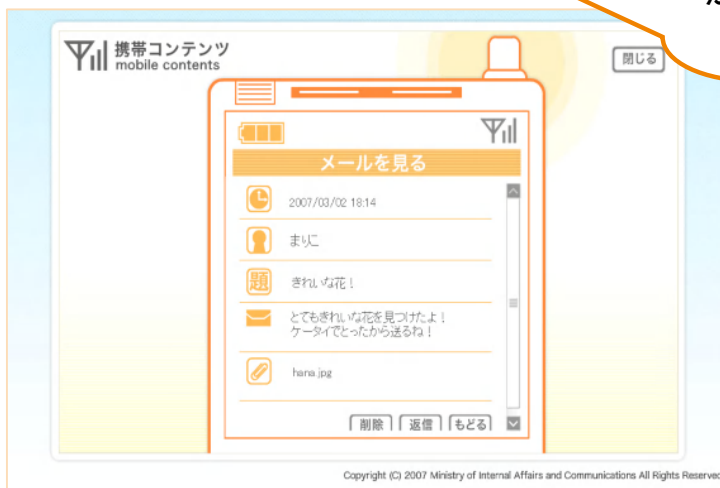 携帯コンテンツ
mobile contents
閉じる
メールを見る
2007/03/02 18:14
まりこ
題
きれいな花！
とてもきれいな花を見つけたよ！
ケータイでとったから送るね！
hana.jpg
削除 返信 もどる
Copyright (C) 2007 Ministry of Internal Affairs and Communications All Rights Reserved